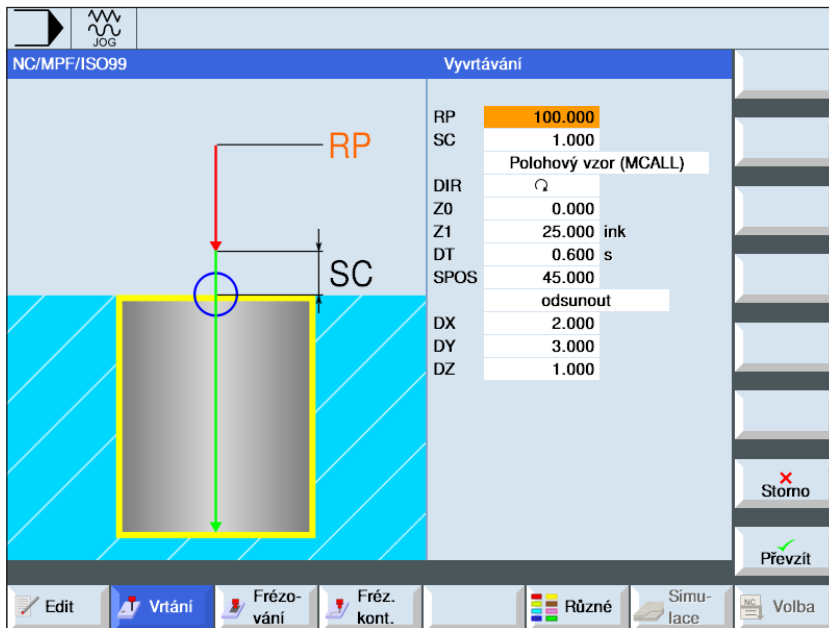 JOG
NC/MPF/ISO99
Vyvrtávání
RP
SC
RP 100.000
SC 1.000
Polohový vzor (MCALL)
DIR
Z0 0.000
Z1 25.000 ink
DT 0.600 s
SPOS 45.000
odsunout
DX 2.000
DY 3.000
DZ 1.000
Storno
Převzít
Edit
Vrtání
Frézo-
vání
Fréz.
kont.
Různé
Simu-
lace
NC
Volba